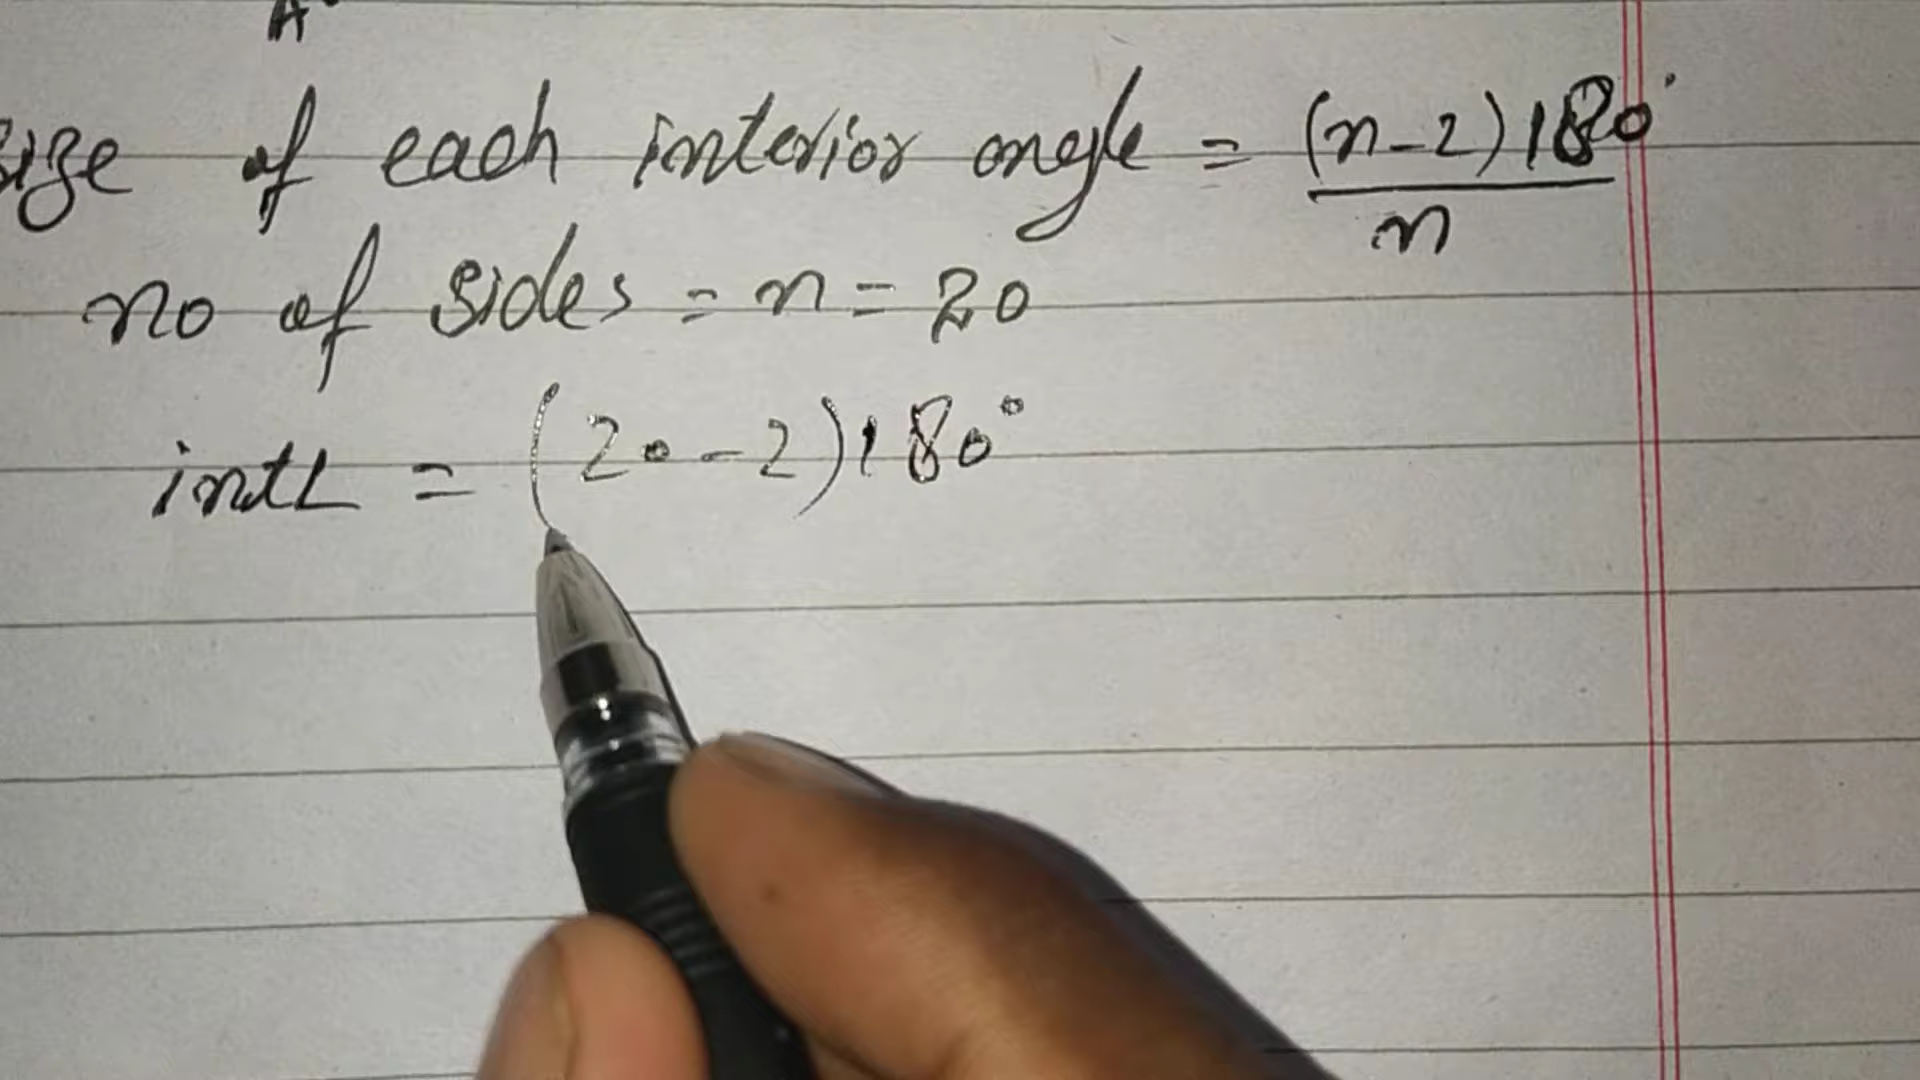 size of each interior angle = (n-2)180°
n
no of sides = n = 20
int∠ = (20-2)180°